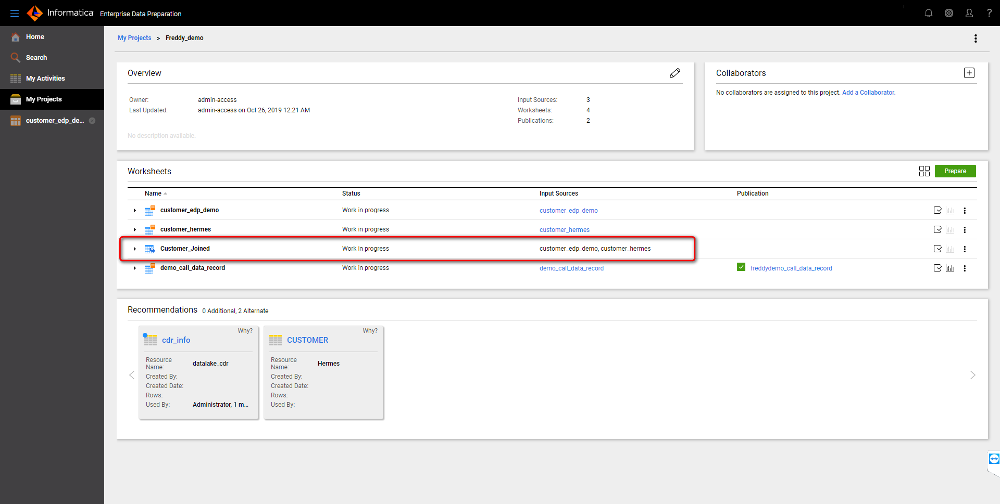 Informatica Enterprise Data Preparation
Home
Search
My Activities
My Projects
customer_edp_de...
My Projects > Freddy_demo
Overview
Owner: admin-access
Last Updated: admin-access on Oct 26, 2019 12:21 AM
Input Sources: 3
Worksheets: 4
Publications: 2
No description available.
Collaborators
No collaborators are assigned to this project. Add a Collaborator.
Worksheets
Prepare
Name Status Input Sources Publication
customer_edp_demo Work in progress customer_edp_demo
customer_hermes Work in progress customer_hermes
Customer_Joined Work in progress customer_edp_demo, customer_hermes
demo_call_data_record Work in progress demo_call_data_record freddydemo_call_data_record
Recommendations 0 Additional, 2 Alternate
Why?
cdr_info
Resource Name: datalake_cdr
Created By:
Created Date:
Rows:
Used By: Administrator, 1 m...
Why?
CUSTOMER
Resource Name: Hermes
Created By:
Created Date:
Rows:
Used By: